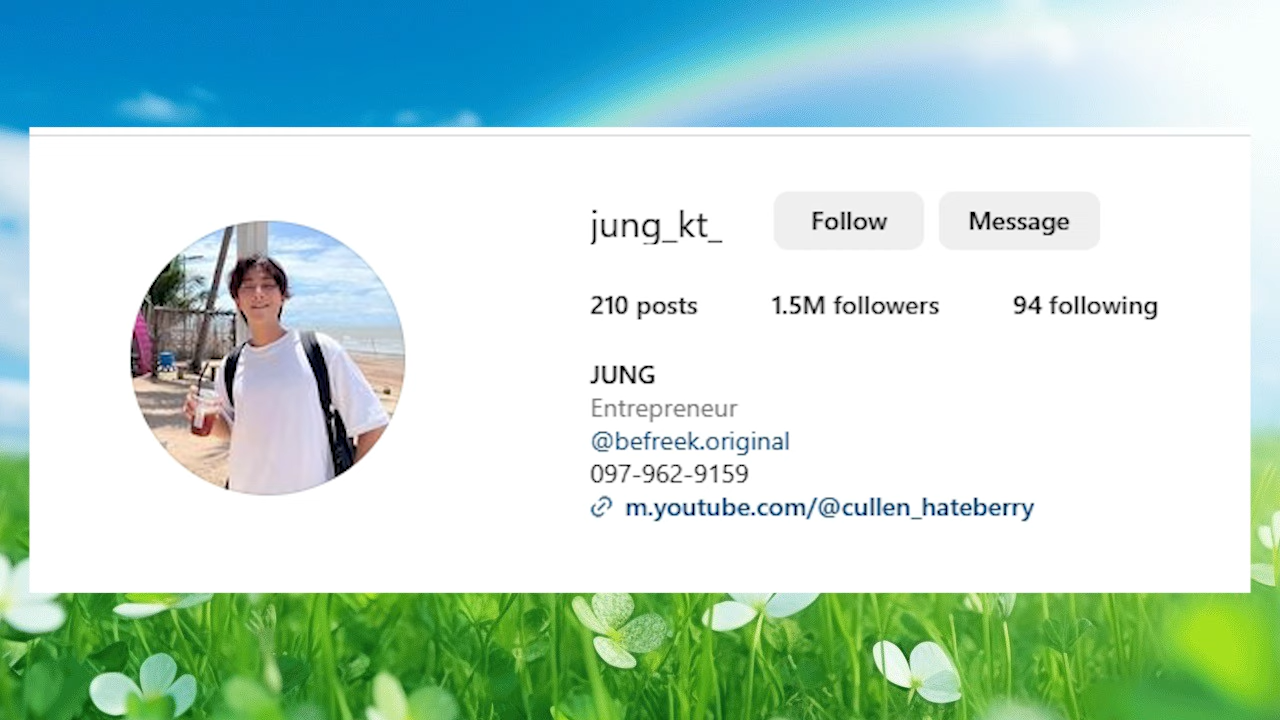 jung_kt_ Follow Message
210 posts 1.5M followers 94 following
JUNG
Entrepreneur
@befreek.original
097-962-9159
m.youtube.com/@cullen_hateberry